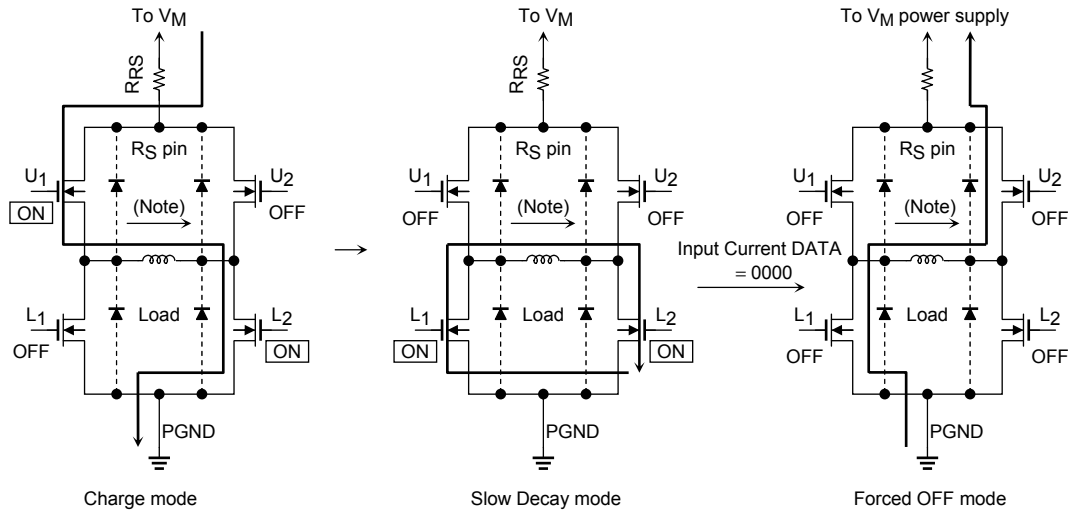 To VM
RRS
RS pin
U1
ON
U2
OFF
(Note)
L1
OFF
Load
L2
ON
PGND
Charge mode
To VM
RRS
RS pin
U1
OFF
U2
OFF
(Note)
L1
ON
Load
L2
ON
PGND
Slow Decay mode
Input Current DATA
= 0000
To VM power supply
RRS
RS pin
U1
OFF
U2
OFF
(Note)
L1
OFF
Load
L2
OFF
PGND
Forced OFF mode